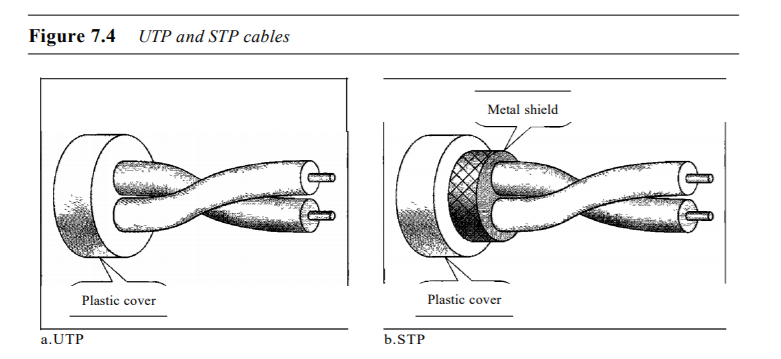 Figure 7.4 UTP and STP cables
Metal shield
Plastic cover
Plastic cover
a.UTP
b.STP